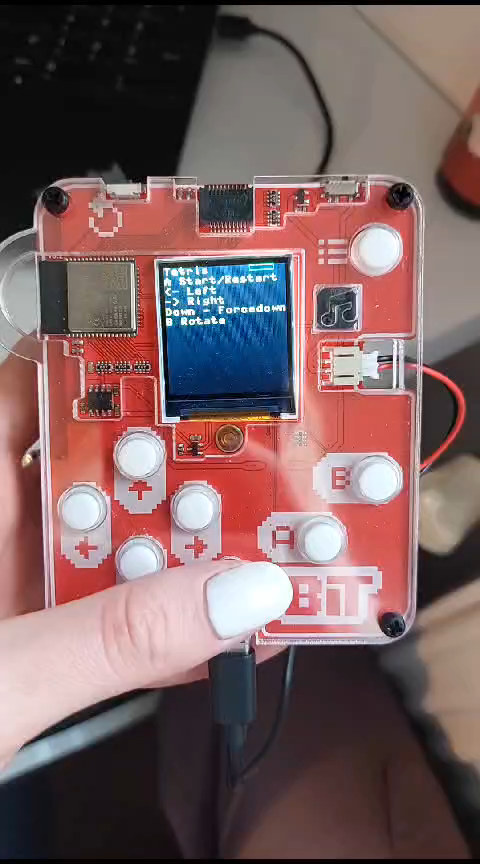 Tetris
A Start/Restart
<- Left
-> Right
Down - Forcedown
B Rotate
B
A
BiT